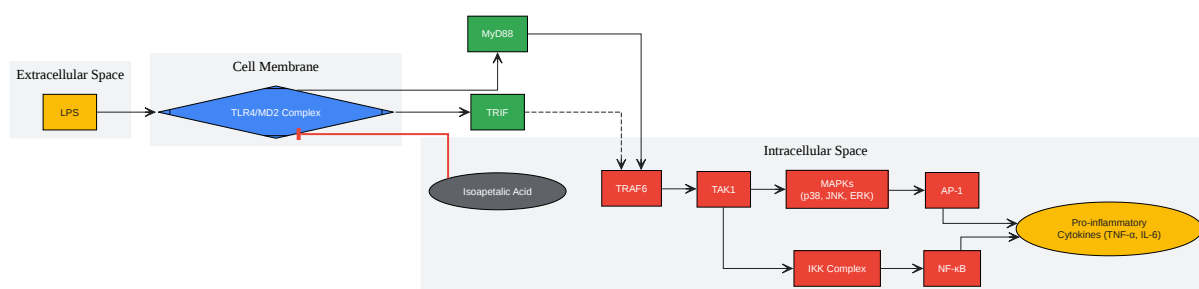 MyD88
Extracellular Space
Cell Membrane
LPS
TLR4/MD2 Complex
TRIF
Intracellular Space
Isoapetalic Acid
TRAF6
TAK1
MAPKs
(p38, JNK, ERK)
AP-1
Pro-inflammatory
Cytokines (TNF-α, IL-6)
IKK Complex
NF-κB